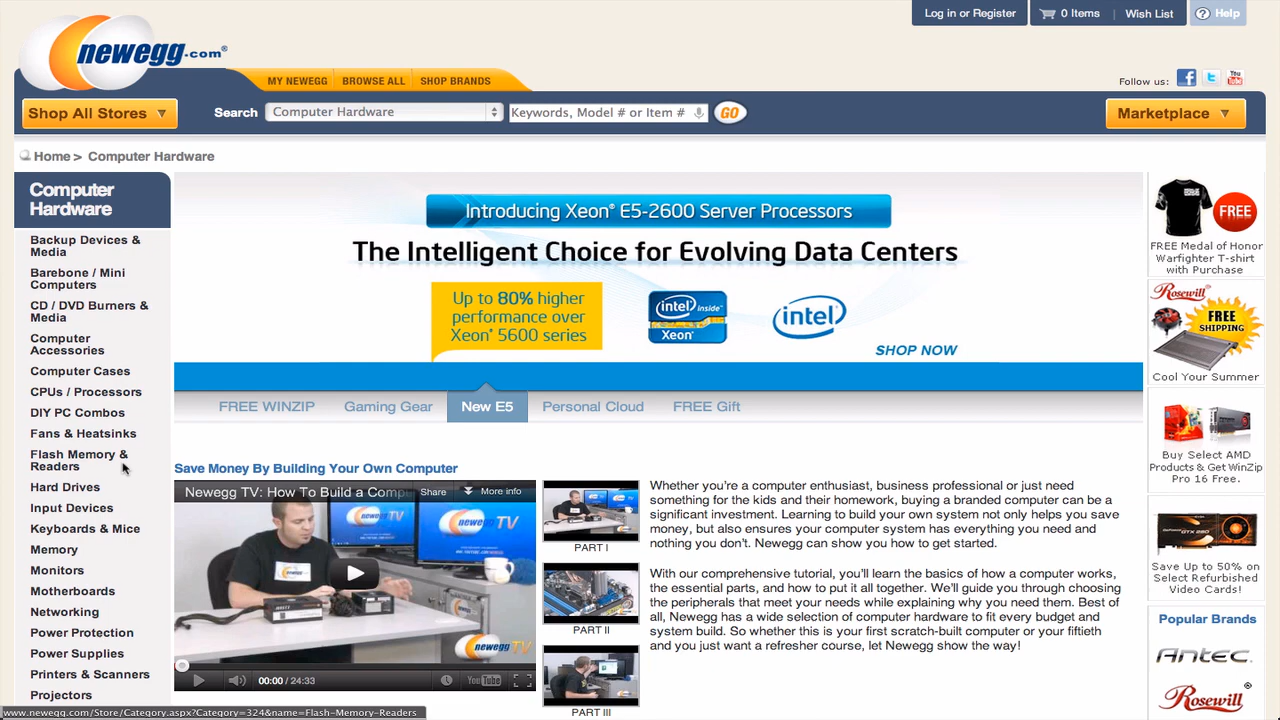 Log in or Register
0 Items
Wish List
Help
newegg.com®
MY NEWEGG
BROWSE ALL
SHOP BRANDS
Follow us:
You
Shop All Stores
Search
Computer Hardware
Keywords, Model # or Item #
GO
Marketplace
Home > Computer Hardware
Computer
Hardware
Backup Devices &
Media
Barebone / Mini
Computers
CD / DVD Burners &
Media
Computer
Accessories
Computer Cases
CPUs / Processors
DIY PC Combos
Fans & Heatsinks
Flash Memory &
Readers
Hard Drives
Input Devices
Keyboards & Mice
Memory
Monitors
Motherboards
Networking
Power Protection
Power Supplies
Printers & Scanners
Projectors
www.newegg.com/Store/Category.aspx?Category=324&name=Flash-Memory-Readers
Introducing Xeon® E5-2600 Server Processors
The Intelligent Choice for Evolving Data Centers
Up to 80% higher
performance over
Xeon® 5600 series
intel inside™
Xeon®
intel
SHOP NOW
FREE WINZIP
Gaming Gear
New E5
Personal Cloud
FREE Gift
Save Money By Building Your Own Computer
Newegg TV: How To Build a Comp
Share
More info
newegg
TV
newegg TV
newegg
TV
00:00 / 24:33
YouTube
PART I
PART II
PART III
Whether you're a computer enthusiast, business professional or just need
something for the kids and their homework, buying a branded computer can be a
significant investment. Learning to build your own system not only helps you save
money, but also ensures your computer system has everything you need and
nothing you don't. Newegg can show you how to get started.
With our comprehensive tutorial, you'll learn the basics of how a computer works,
the essential parts, and how to put it all together. We'll guide you through choosing
the peripherals that meet your needs while explaining why you need them. Best of
all, Newegg has a wide selection of computer hardware to fit every budget and
system build. So whether this is your first scratch-built computer or your fiftieth
and you just want a refresher course, let Newegg show the way!
FREE
FREE Medal of Honor
Warfighter T-shirt
with Purchase
Rosewill
FREE
SHIPPING
Cool Your Summer
Buy Select AMD
Products & Get WinZip
Pro 16 Free.
Save Up to 50% on
Select Refurbished
Video Cards!
Popular Brands
ANTEC
Rosewill®